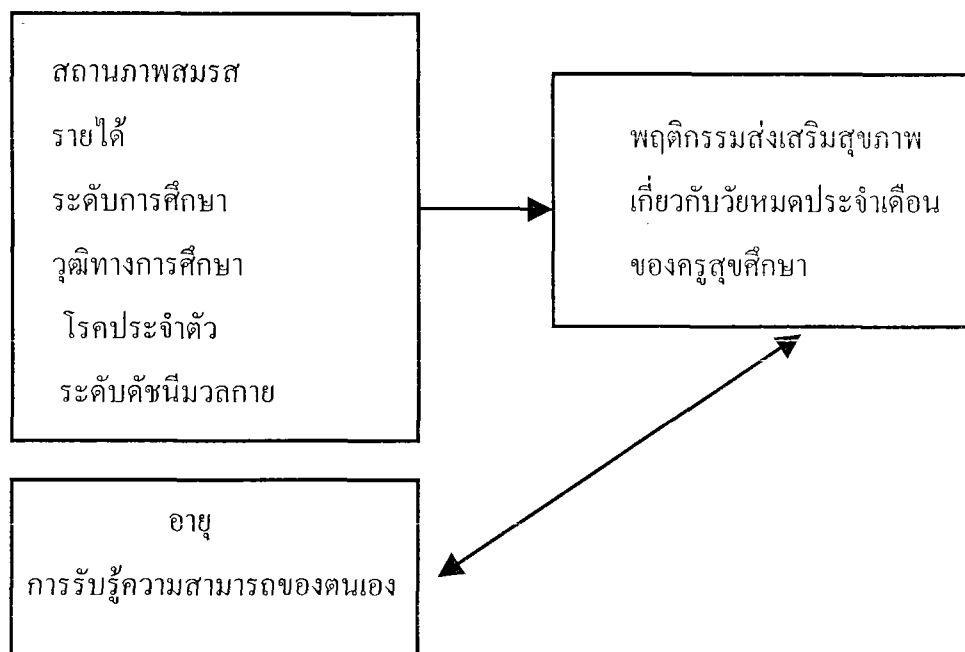 สถานภาพสมรส
รายได้
ระดับการศึกษา
วุฒิทางการศึกษา
โรคประจำตัว
ระดับดัชนีมวลกาย
พฤติกรรมส่งเสริมสุขภาพ
เกี่ยวกับวัยหมดประจำเดือน
ของครูสุขศึกษา
อายุ
การรับรู้ความสามารถของตนเอง